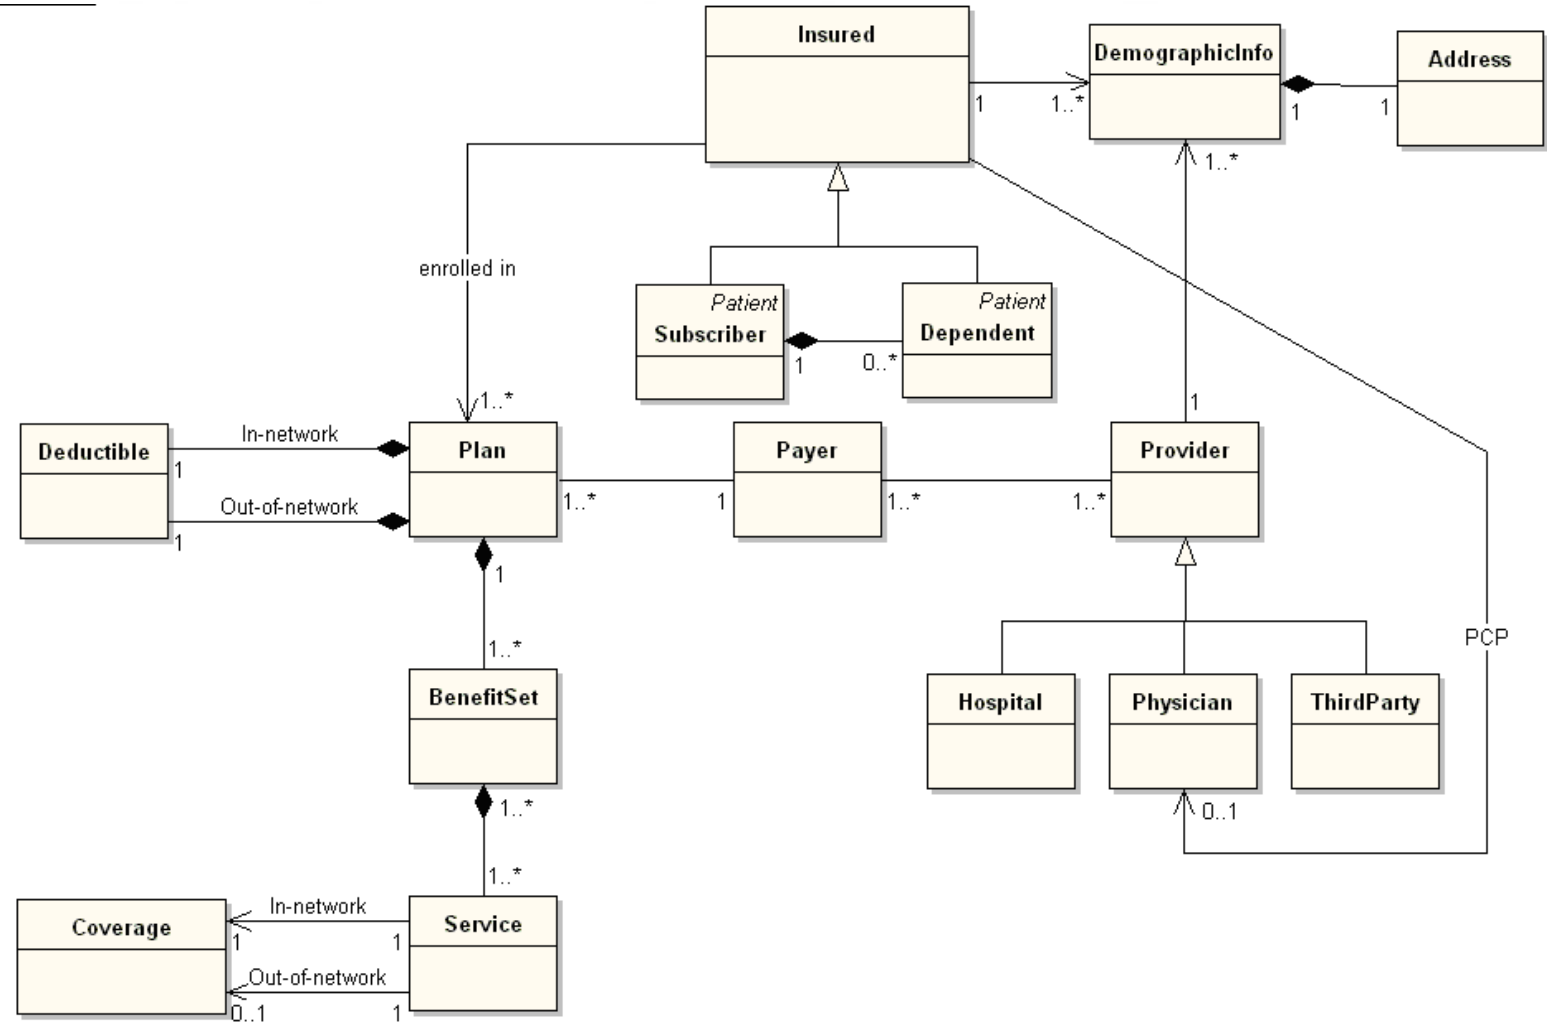 Insured
DemographicInfo
Address
1
1..*
1
1
1..*
enrolled in
Patient
Subscriber
Patient
Dependent
1
0..*
1..*
1
Deductible
In-network
1
Out-of-network
1
Plan
1..*
1
Payer
1..*
1..*
Provider
1
1..*
PCP
BenefitSet
Hospital
Physician
ThirdParty
0..1
1..*
1..*
Coverage
In-network
1
1
Out-of-network
0..1
1
Service